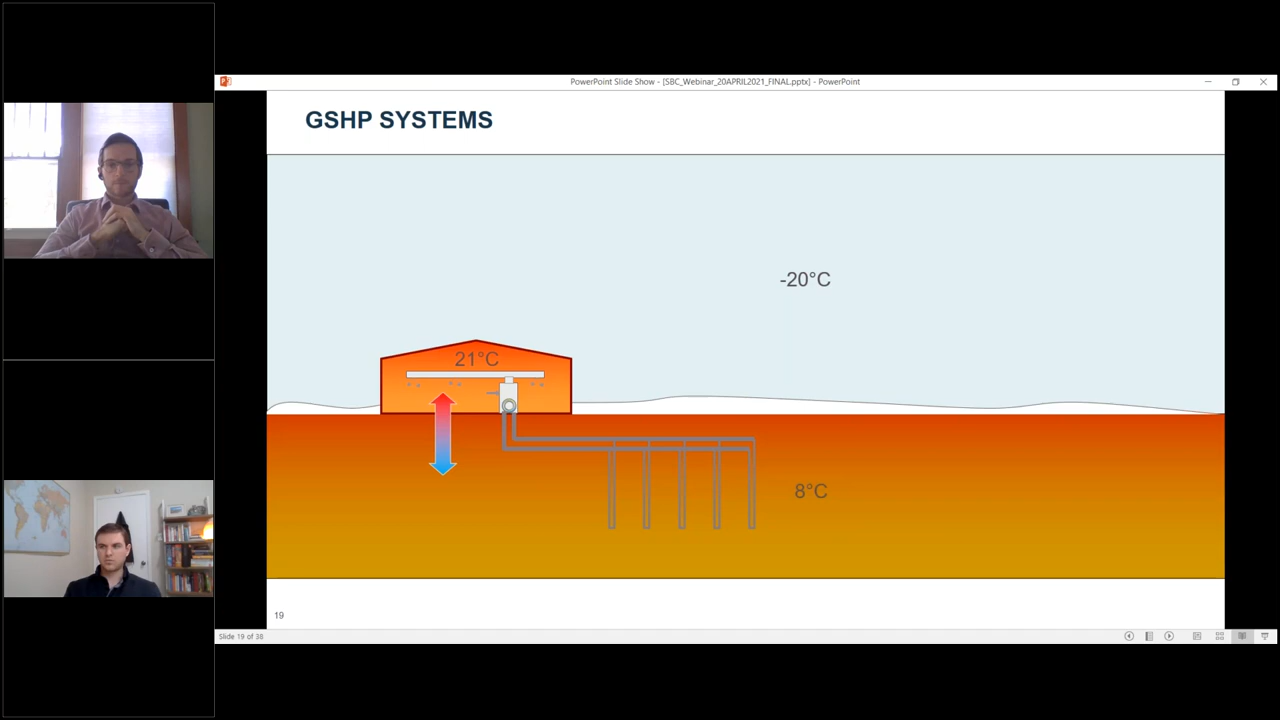 PowerPoint Slide Show - [SBC_Webinar_20APRIL2021_FINAL.pptx] - PowerPoint
GSHP SYSTEMS
-20°C
21°C
8°C
19
Slide 19 of 38